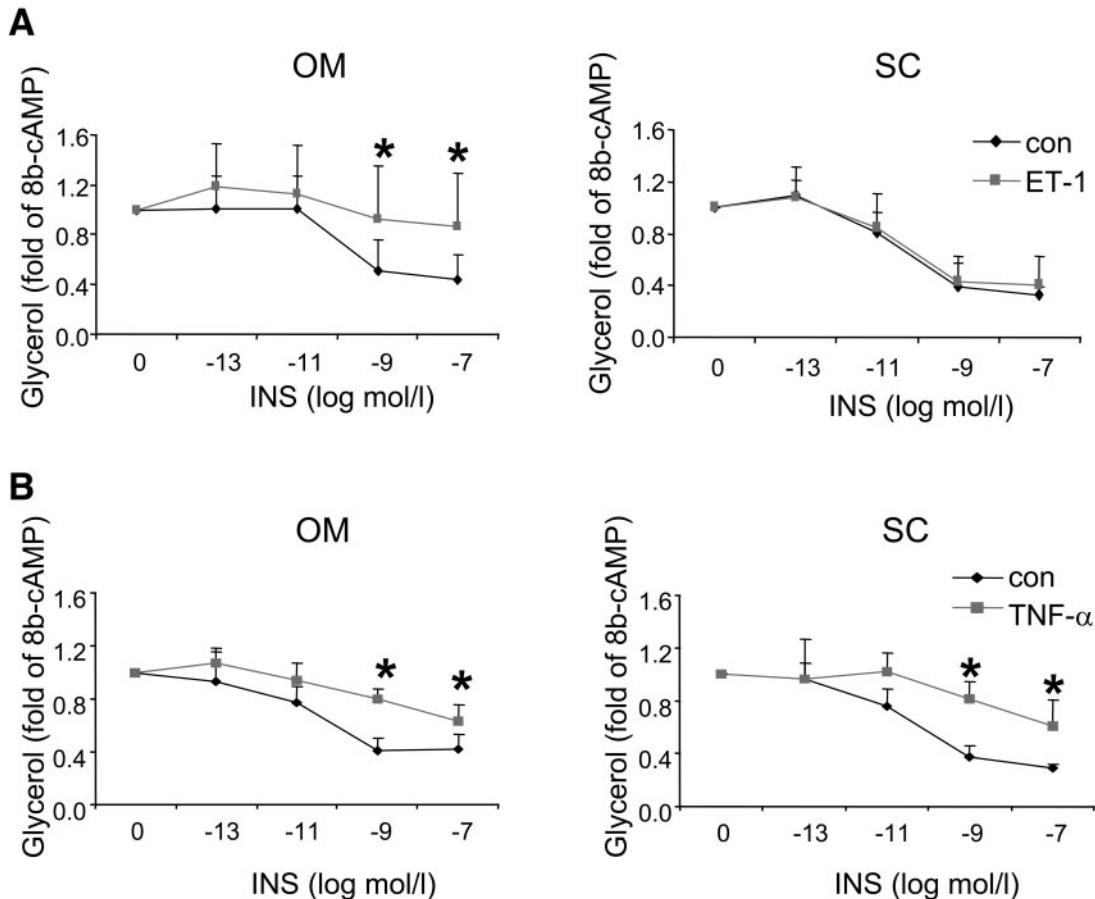 A
OM
Glycerol (fold of 8b-cAMP)
1.6
1.2
0.8
0.4
0.0
*
*
0 -13 -11 -9 -7
INS (log mol/l)
SC
Glycerol (fold of 8b-cAMP)
1.6
1.2
0.8
0.4
0.0
con
ET-1
0 -13 -11 -9 -7
INS (log mol/l)
B
OM
Glycerol (fold of 8b-cAMP)
1.6
1.2
0.8
0.4
0.0
*
*
0 -13 -11 -9 -7
INS (log mol/l)
SC
Glycerol (fold of 8b-cAMP)
1.6
1.2
0.8
0.4
0.0
con
TNF-α
*
*
0 -13 -11 -9 -7
INS (log mol/l)